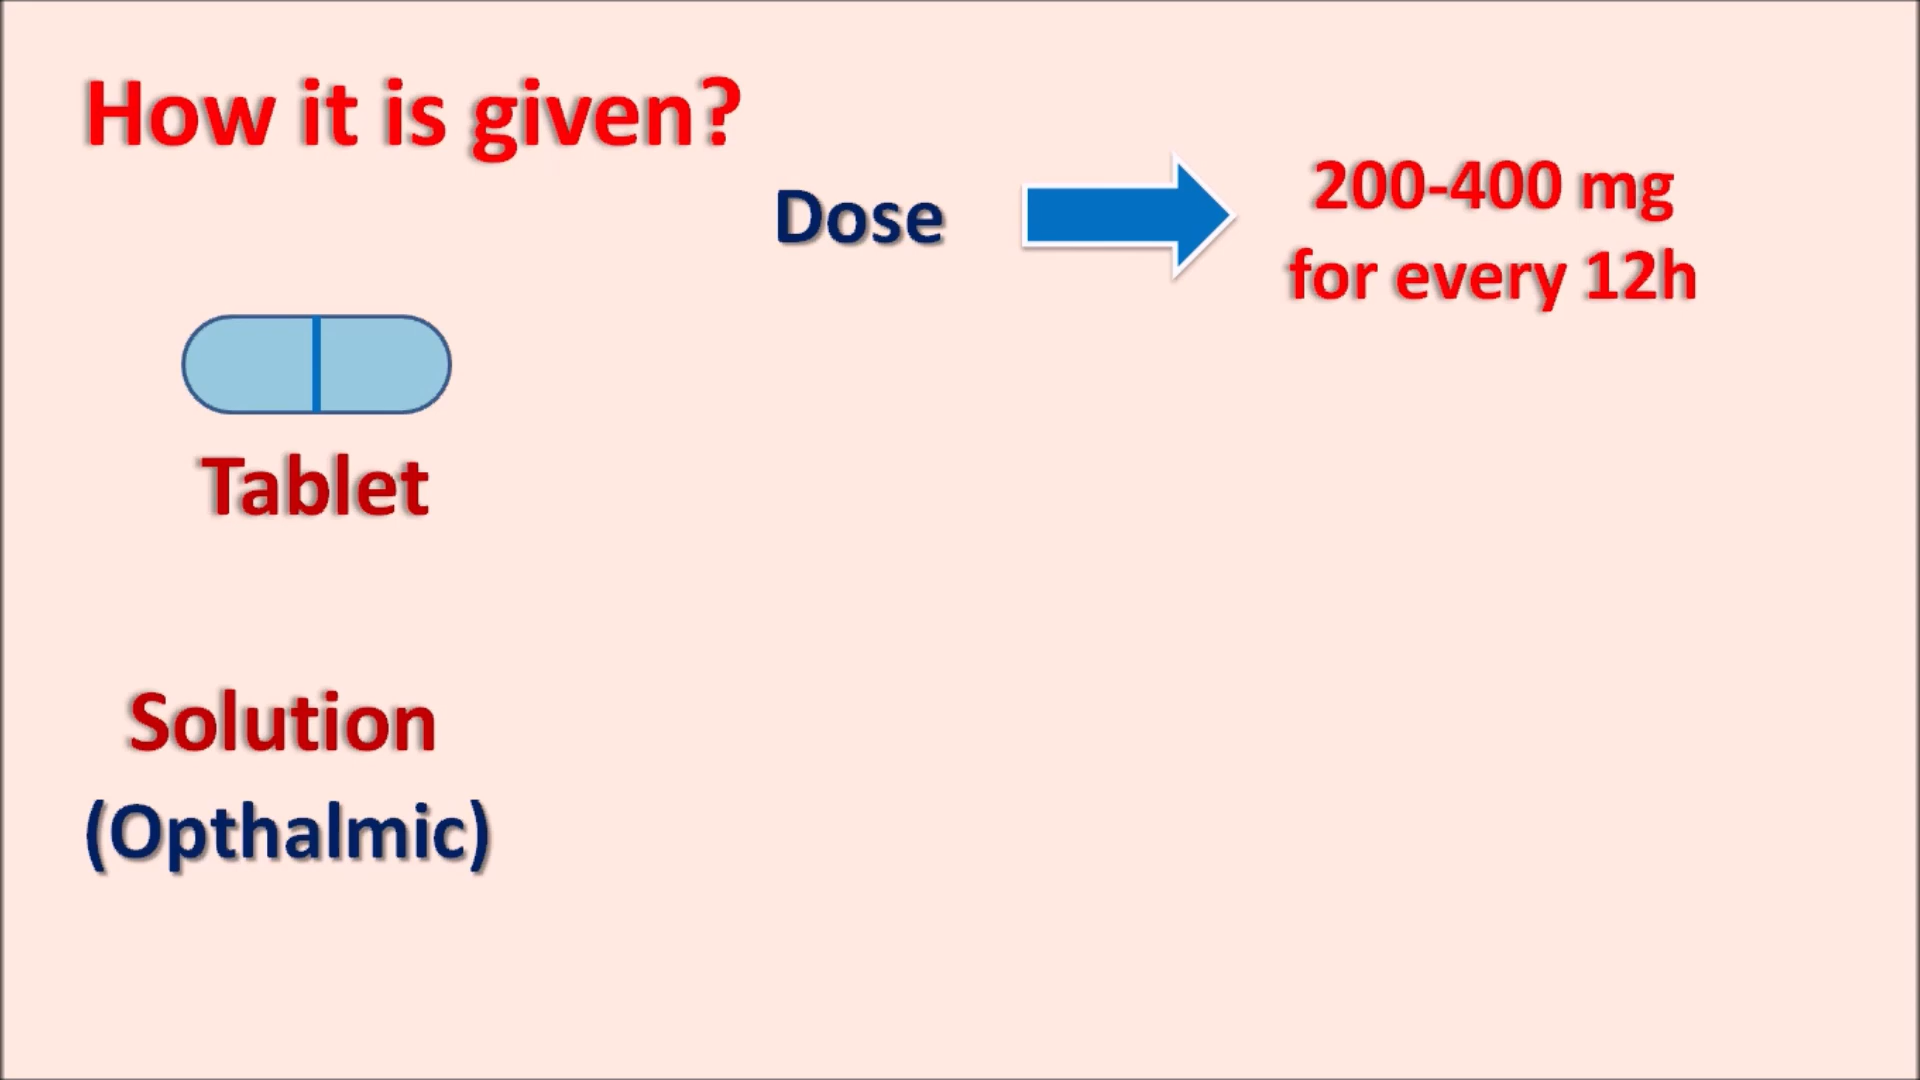 How it is given?
Dose
200-400 mg
for every 12h
Tablet
Solution
(Opthalmic)